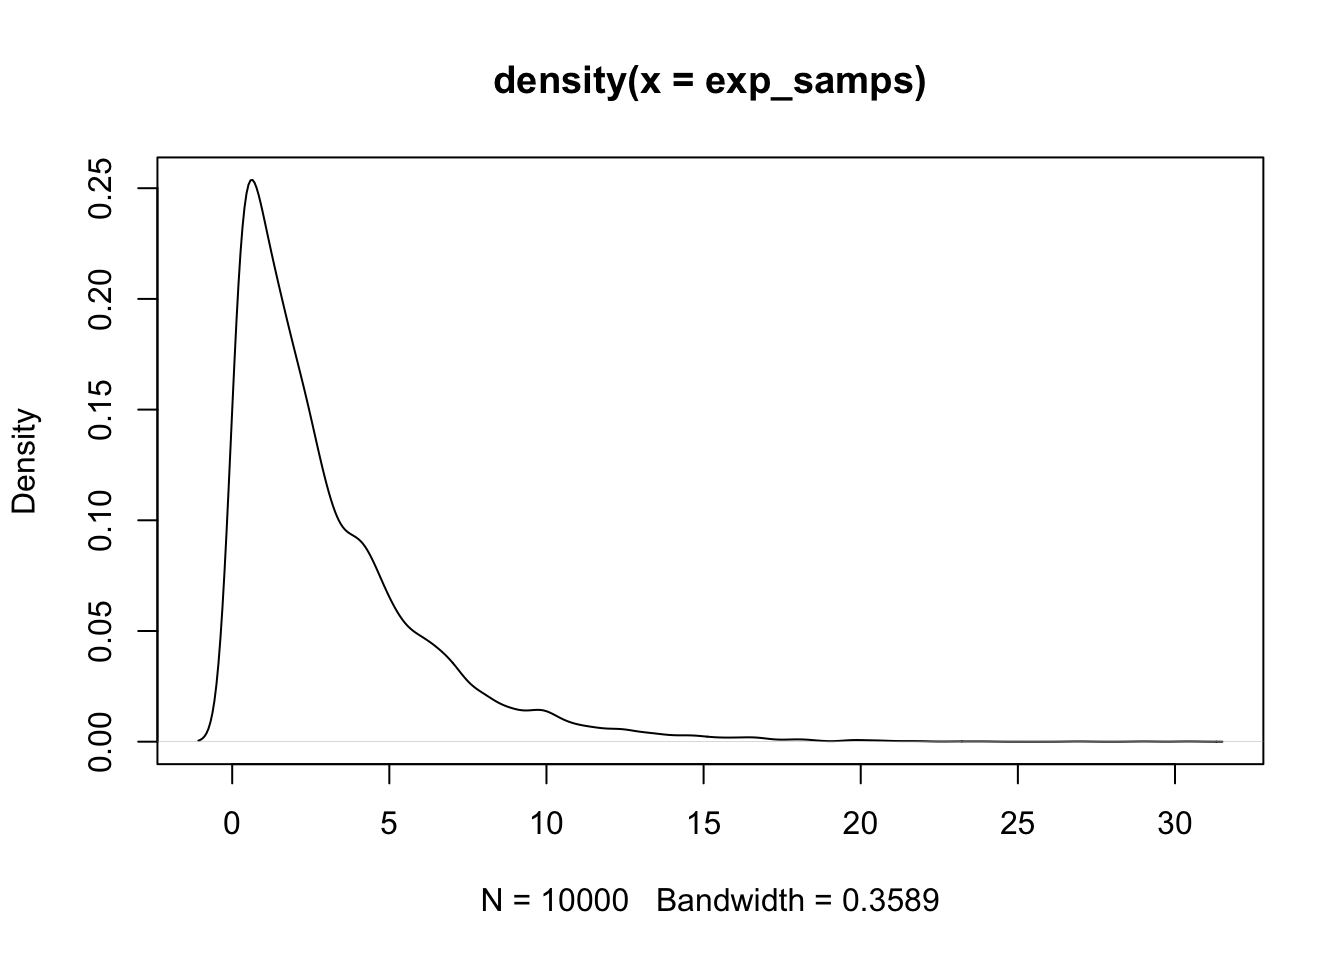 density(x = exp_samps)
Density
0.25
0.20
0.15
0.10
0.05
0.00
0 5 10 15 20 25 30
N = 10000 Bandwidth = 0.3589